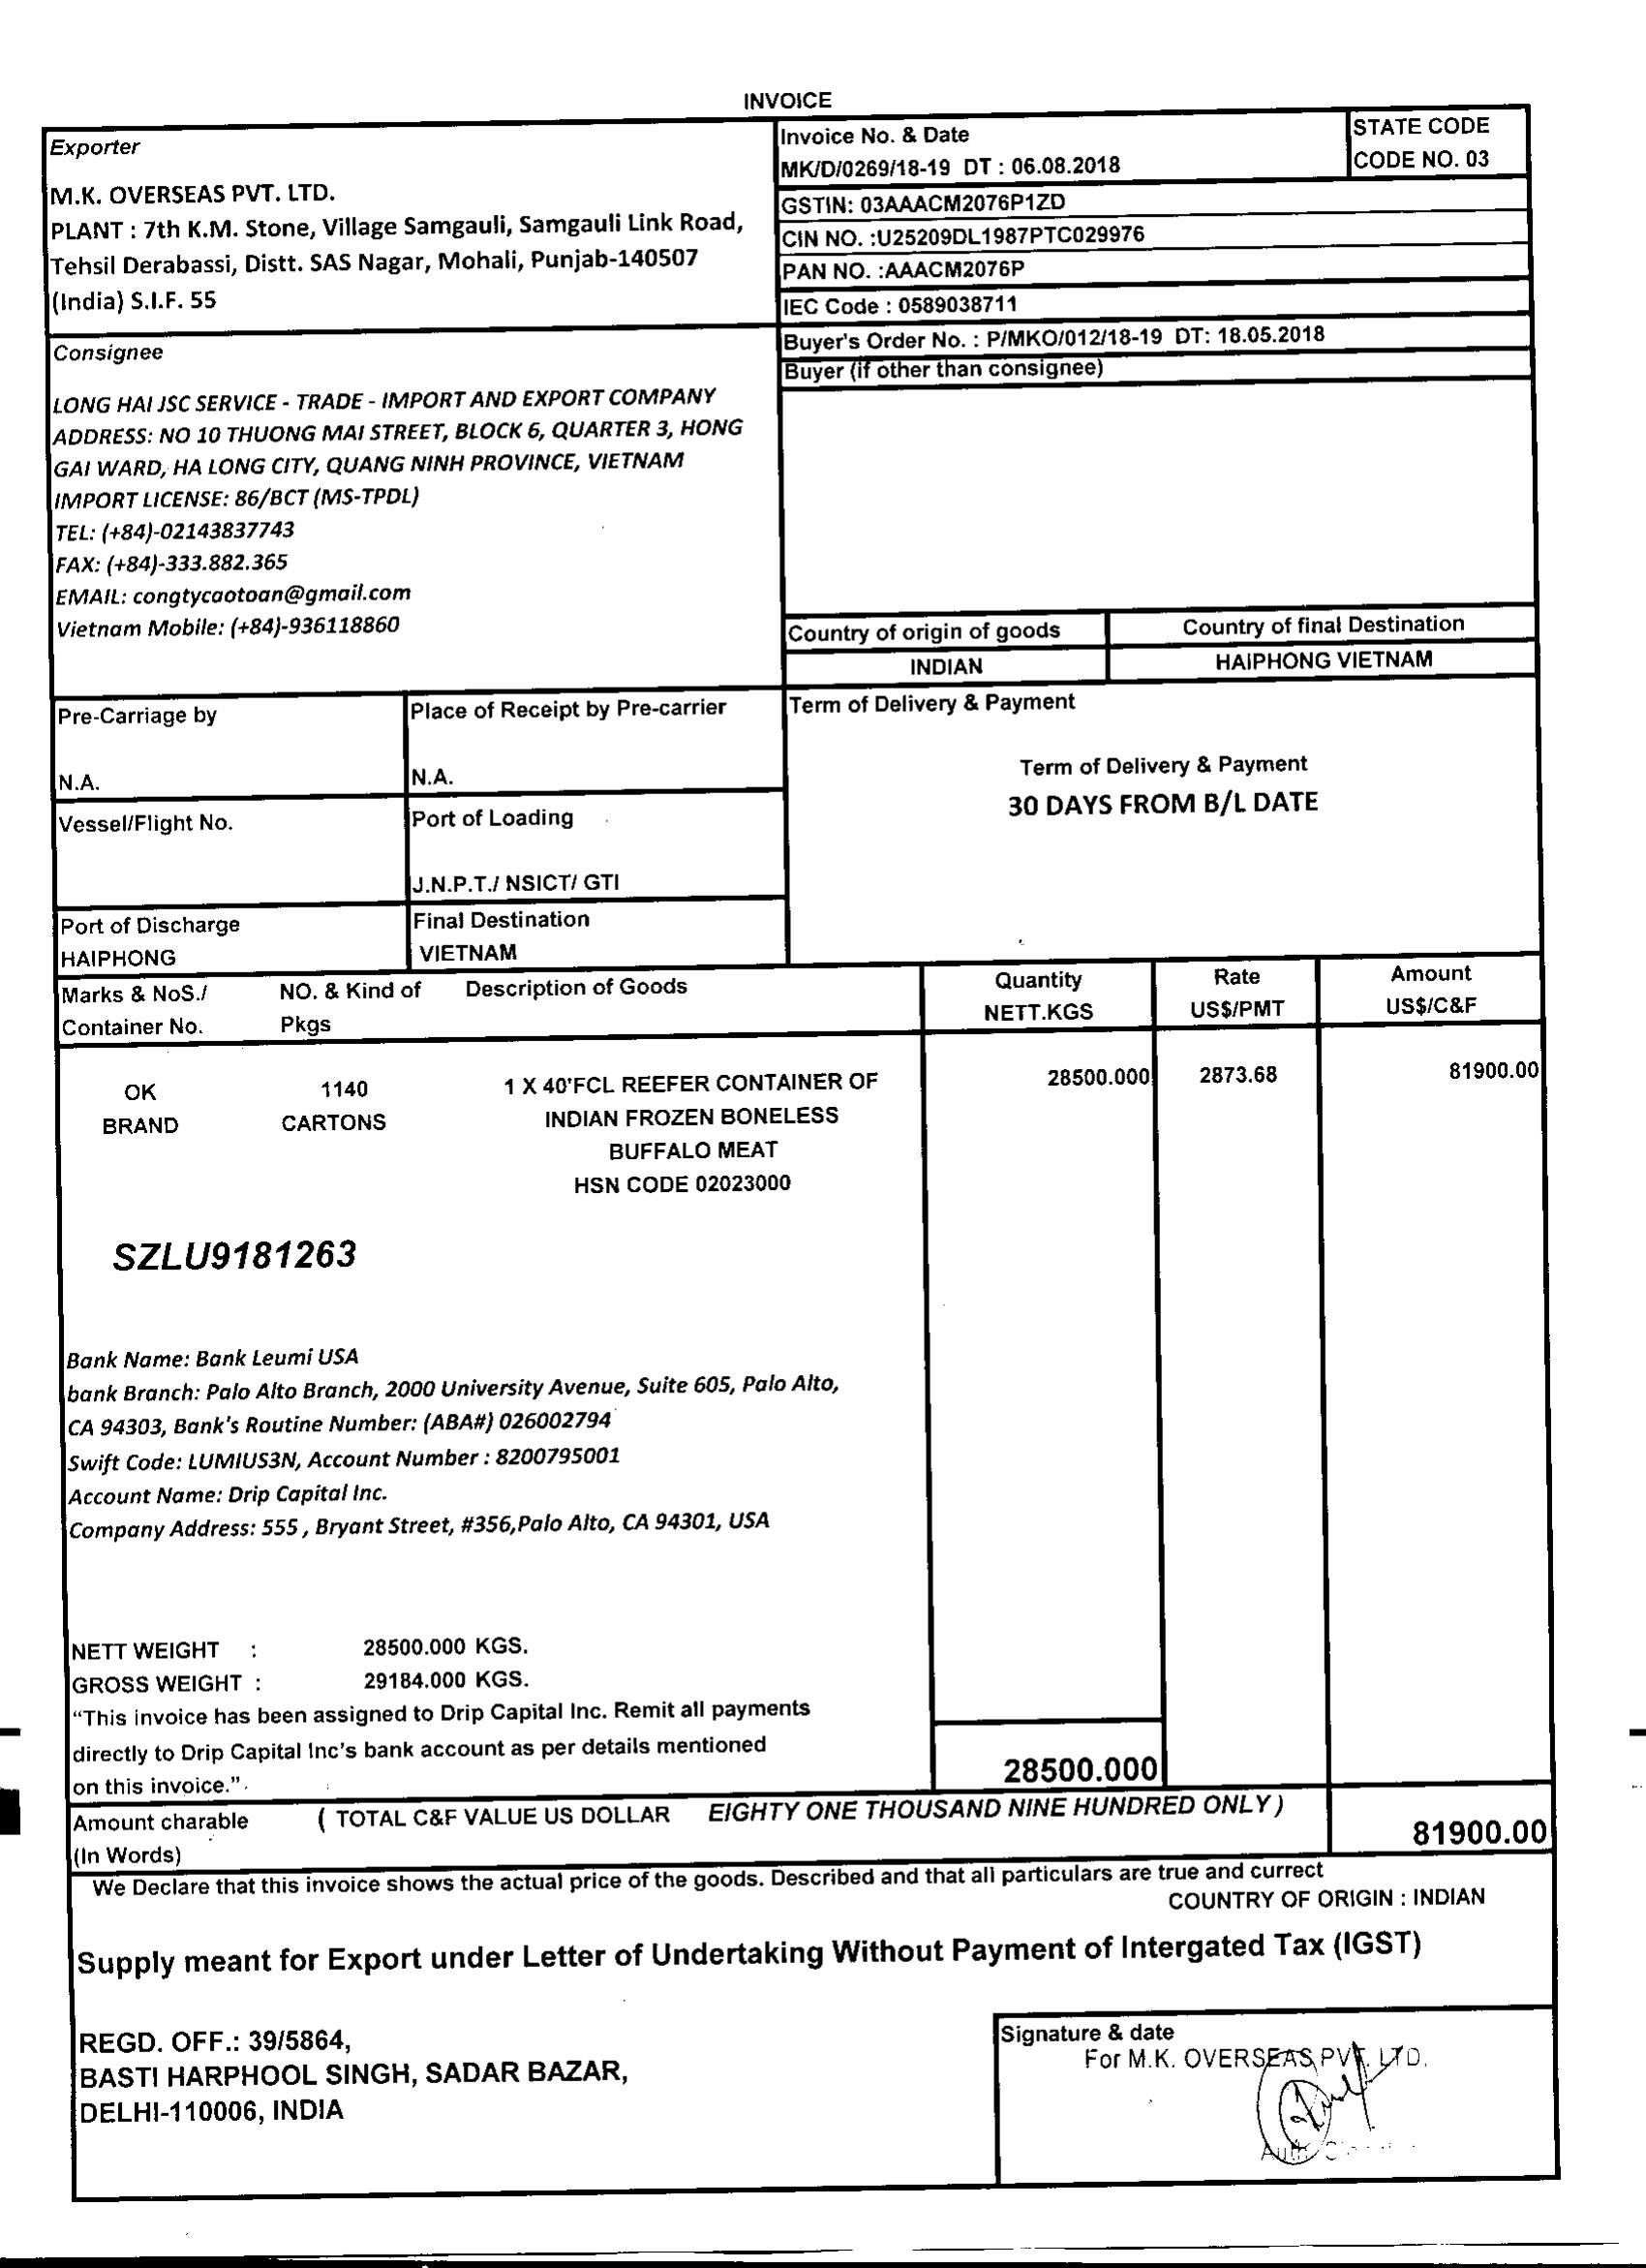 INVOICE
Exporter
M.K. OVERSEAS PVT. LTD.
PLANT : 7th K.M. Stone, Village Samgauli, Samgauli Link Road,
Tehsil Derabassi, Distt. SAS Nagar, Mohali, Punjab-140507
(India) S.I.F. 55
Invoice No. & Date
MK/D/0269/18-19 DT : 06.08.2018
STATE CODE
CODE NO. 03
GSTIN: 03AAACM2076P1ZD
CIN NO. :U25209DL1987PTC029976
PAN NO. :AAACM2076P
IEC Code : 0589038711
Buyer's Order No. : P/MKO/012/18-19 DT: 18.05.2018
Buyer (if other than consignee)
Consignee
LONG HAI JSC SERVICE - TRADE - IMPORT AND EXPORT COMPANY
ADDRESS: NO 10 THUONG MAI STREET, BLOCK 6, QUARTER 3, HONG
GAI WARD, HA LONG CITY, QUANG NINH PROVINCE, VIETNAM
IMPORT LICENSE: 86/BCT (MS-TPDL)
TEL: (+84)-02143837743
FAX: (+84)-333.882.365
EMAIL: congtycaotoan@gmail.com
Vietnam Mobile: (+84)-936118860
Country of origin of goods
Country of final Destination
INDIAN
HAIPHONG VIETNAM
Pre-Carriage by
Place of Receipt by Pre-carrier
N.A.
N.A.
Term of Delivery & Payment
Term of Delivery & Payment
30 DAYS FROM B/L DATE
Vessel/Flight No.
Port of Loading
J.N.P.T./ NSICT/ GTI
Port of Discharge
Final Destination
HAIPHONG
VIETNAM
Marks & NoS./ NO. & Kind of Description of Goods Quantity Rate Amount
Container No. Pkgs NETT.KGS US$/PMT US$/C&F
OK 1140 1 X 40'FCL REEFER CONTAINER OF 28500.000 2873.68 81900.00
BRAND CARTONS INDIAN FROZEN BONELESS
BUFFALO MEAT
HSN CODE 02023000
SZLU9181263
Bank Name: Bank Leumi USA
bank Branch: Palo Alto Branch, 2000 University Avenue, Suite 605, Palo Alto,
CA 94303, Bank's Routine Number: (ABA#) 026002794
Swift Code: LUMIUS3N, Account Number : 8200795001
Account Name: Drip Capital Inc.
Company Address: 555 , Bryant Street, #356,Palo Alto, CA 94301, USA
NETT WEIGHT : 28500.000 KGS.
GROSS WEIGHT : 29184.000 KGS.
“This invoice has been assigned to Drip Capital Inc. Remit all payments
directly to Drip Capital Inc's bank account as per details mentioned
on this invoice.”.
28500.000
Amount charable ( TOTAL C&F VALUE US DOLLAR EIGHTY ONE THOUSAND NINE HUNDRED ONLY )
(In Words)
81900.00
We Declare that this invoice shows the actual price of the goods. Described and that all particulars are true and currect
COUNTRY OF ORIGIN : INDIAN
Supply meant for Export under Letter of Undertaking Without Payment of Intergated Tax (IGST)
REGD. OFF.: 39/5864,
BASTI HARPHOOL SINGH, SADAR BAZAR,
DELHI-110006, INDIA
Signature & date
For M.K. OVERSEAS PVT. LTD.